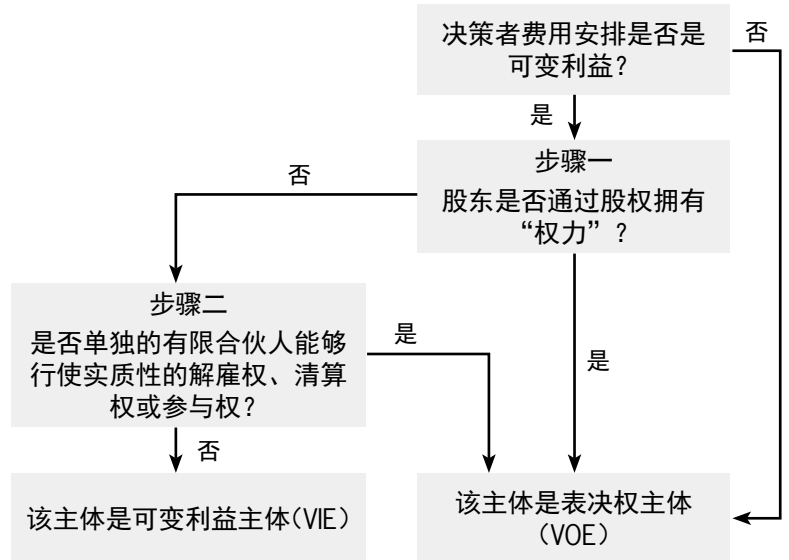 决策者费用安排是否是
可变利益?
否
是
步骤一
股东是否通过股权拥有
“权力”?
否
步骤二
是否单独的有限合伙人能够
行使实质性的解雇权、清算
权或参与权?
是
是
否
该主体是可变利益主体(VIE)
该主体是表决权主体
(VOE)